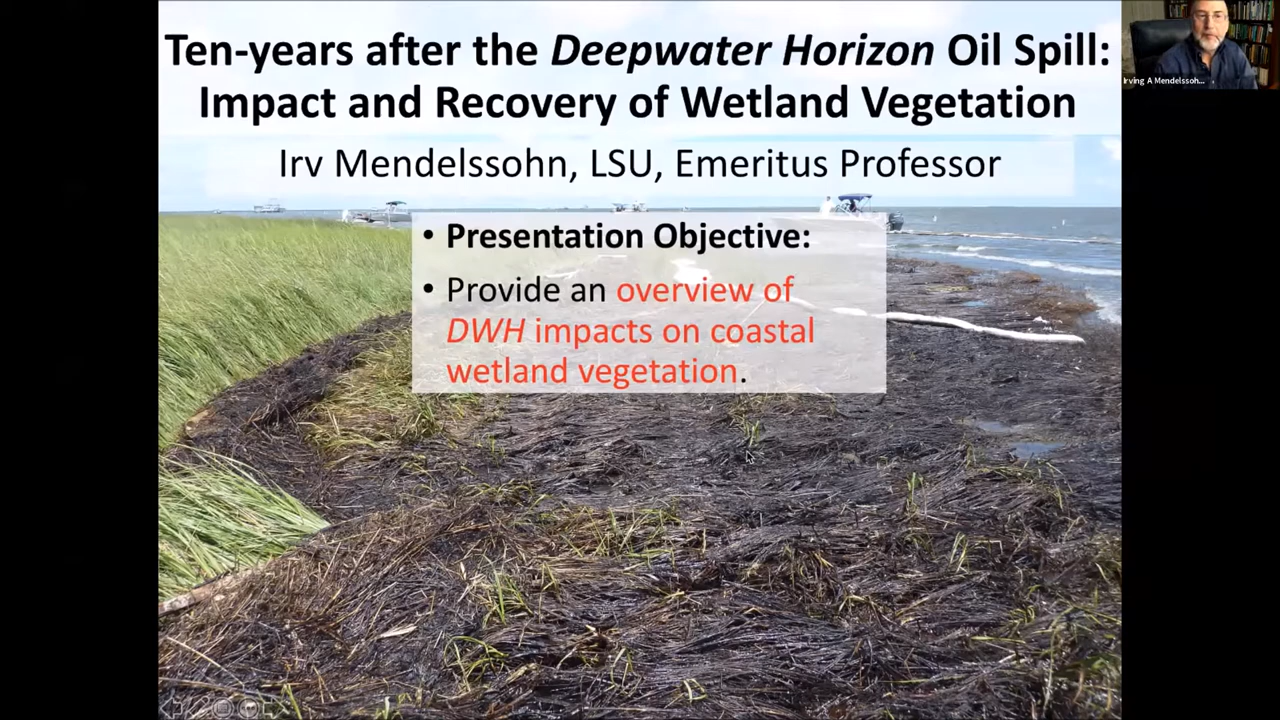 Ten-years after the Deepwater Horizon Oil Spill:
Impact and Recovery of Wetland Vegetation
Irv Mendelssohn, LSU, Emeritus Professor
• Presentation Objective:
• Provide an overview of
DWH impacts on coastal
wetland vegetation.
Irving A Mendelssoh...